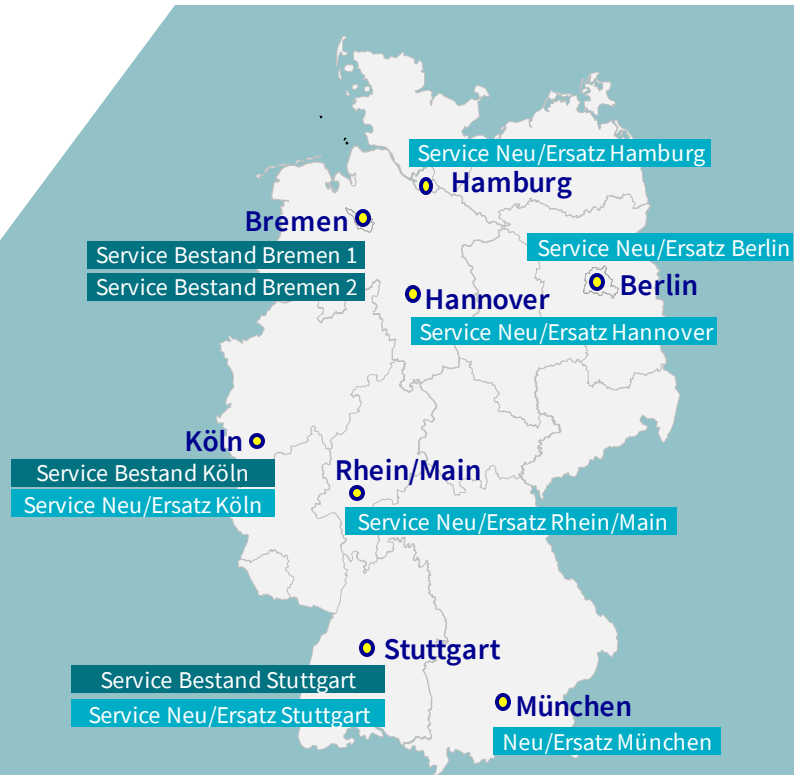 Service Neu/Ersatz Hamburg
Hamburg
Bremen
Service Bestand Bremen 1
Service Bestand Bremen 2
Service Neu/Ersatz Berlin
Berlin
Hannover
Service Neu/Ersatz Hannover
Köln
Service Bestand Köln
Service Neu/Ersatz Köln
Rhein/Main
Service Neu/Ersatz Rhein/Main
Stuttgart
Service Bestand Stuttgart
Service Neu/Ersatz Stuttgart
München
Neu/Ersatz München